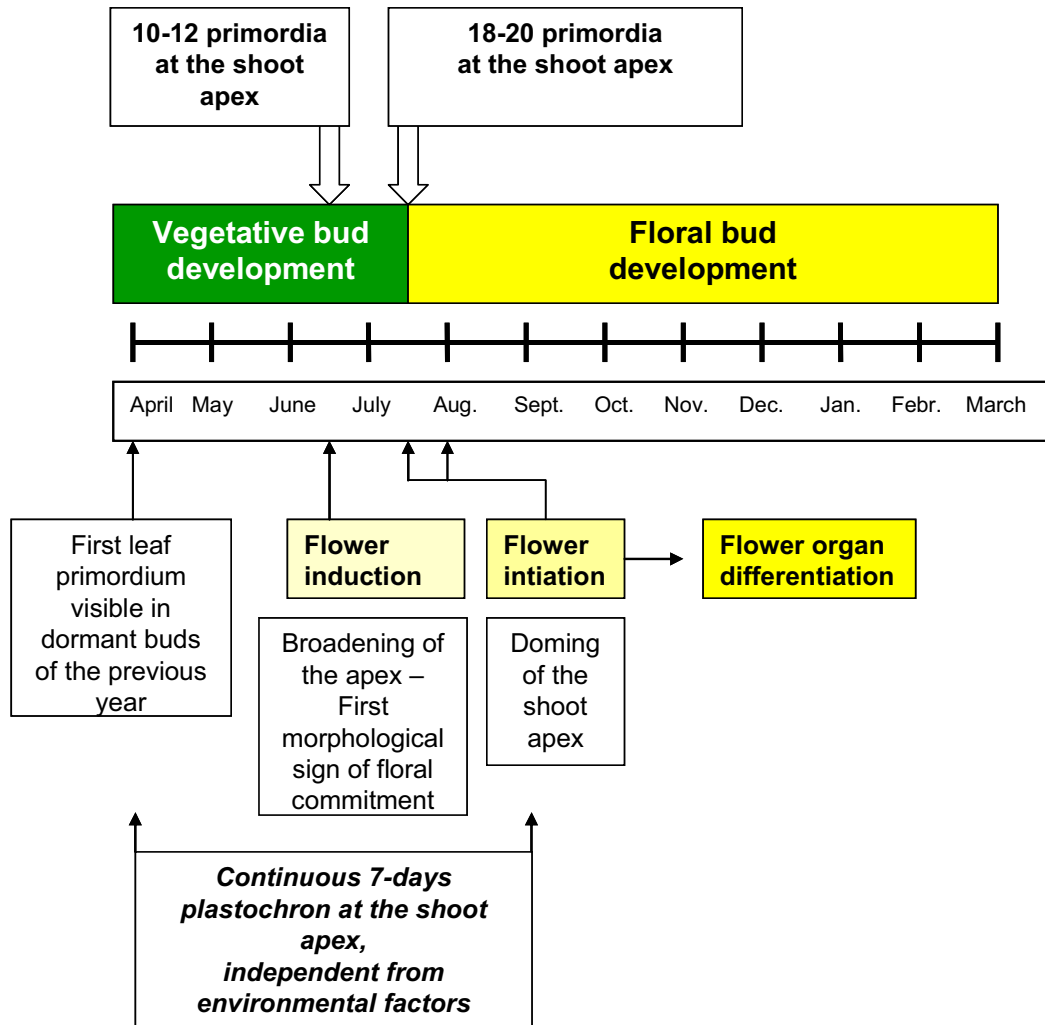 10-12 primordia
at the shoot
apex
18-20 primordia
at the shoot apex
Vegetative bud
development
Floral bud
development
April May June July Aug. Sept. Oct. Nov. Dec. Jan. Febr. March
First leaf
primordium
visible in
dormant buds
of the previous
year
Flower
induction
Broadening of
the apex –
First
morphological
sign of floral
commitment
Flower
intiation
Doming
of the
shoot
apex
Flower organ
differentiation
Continuous 7-days
plastochron at the shoot
apex,
independent from
environmental factors